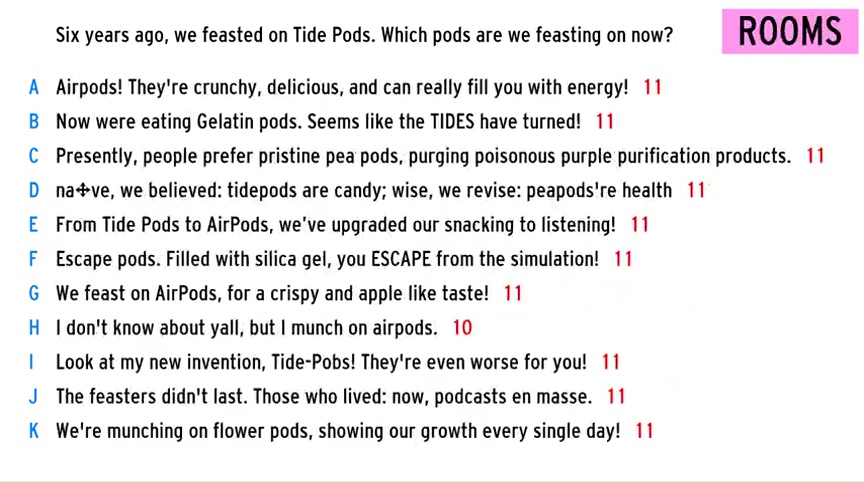 Six years ago, we feasted on Tide Pods. Which pods are we feasting on now?
ROOMS
A Airpods! They're crunchy, delicious, and can really fill you with energy! 11
B Now were eating Gelatin pods. Seems like the TIDES have turned! 11
C Presently, people prefer pristine pea pods, purging poisonous purple purification products. 11
D na✢ve, we believed: tidepods are candy; wise, we revise: peapods're health 11
E From Tide Pods to AirPods, we've upgraded our snacking to listening! 11
F Escape pods. Filled with silica gel, you ESCAPE from the simulation! 11
G We feast on AirPods, for a crispy and apple like taste! 11
H I don't know about yall, but I munch on airpods. 10
I Look at my new invention, Tide-Pobs! They're even worse for you! 11
J The feasters didn't last. Those who lived: now, podcasts en masse. 11
K We're munching on flower pods, showing our growth every single day! 11